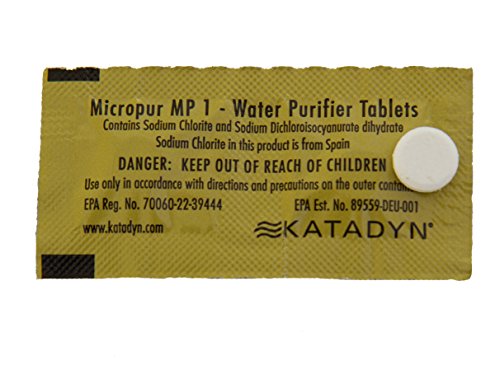 Micropur MP 1 - Water Purifier Tablets
Contains Sodium Chlorite and Sodium Dichloroisocyanurate dihydrate
Sodium Chlorite in this product is from Spain
DANGER: KEEP OUT OF REACH OF CHILDREN
Use only in accordance with directions and precautions on the outer
EPA Reg. No. 70060-22-39444 EPA Est. No. 89559-DEU-001
www.katadyn.com KATADYN®